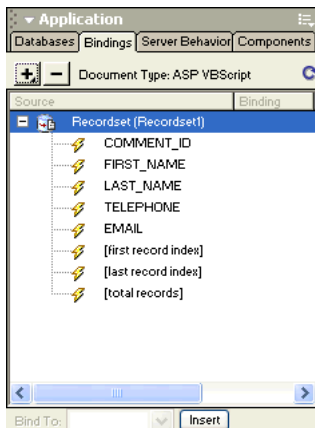 Application
Databases Bindings Server Behavior Components
Document Type: ASP VBScript
Source Binding
Recordset (Recordset1)
COMMENT_ID
FIRST_NAME
LAST_NAME
TELEPHONE
EMAIL
[first record index]
[last record index]
[total records]
Bind To: Insert